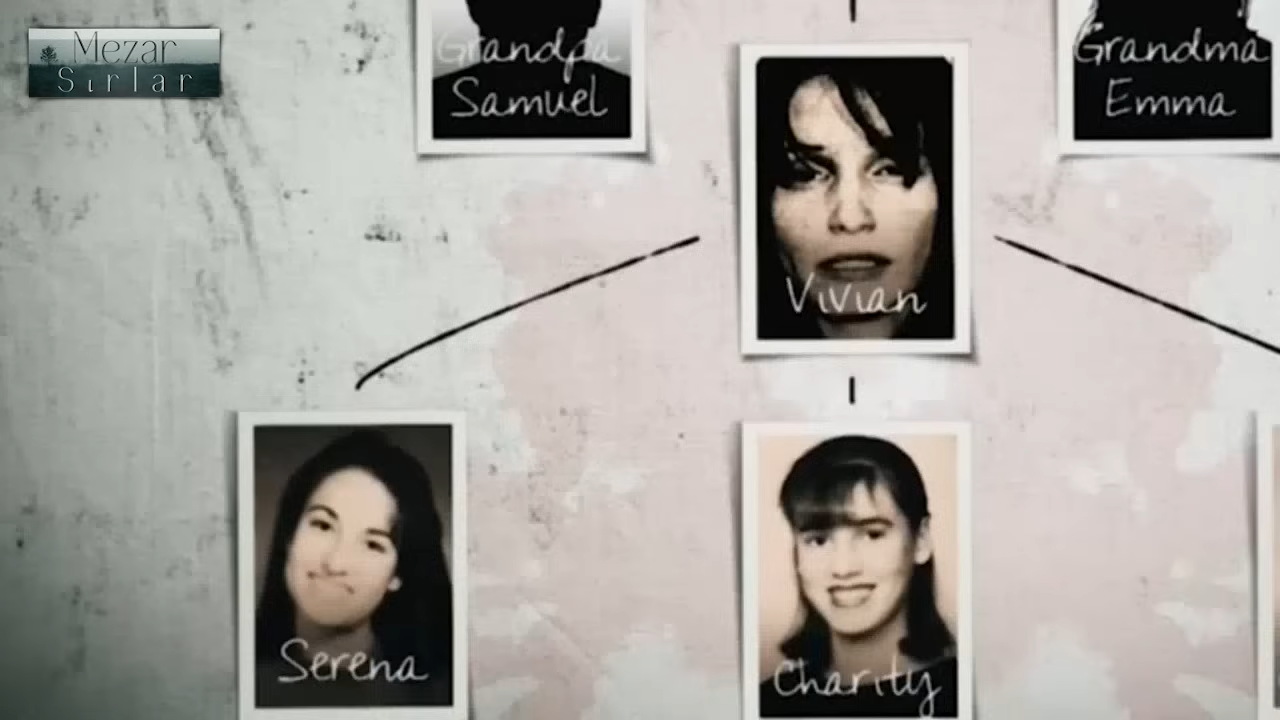 Mezar
Sırlar
Grandpa
Samuel
Grandma
Emma
Vivian
Serena
Charity